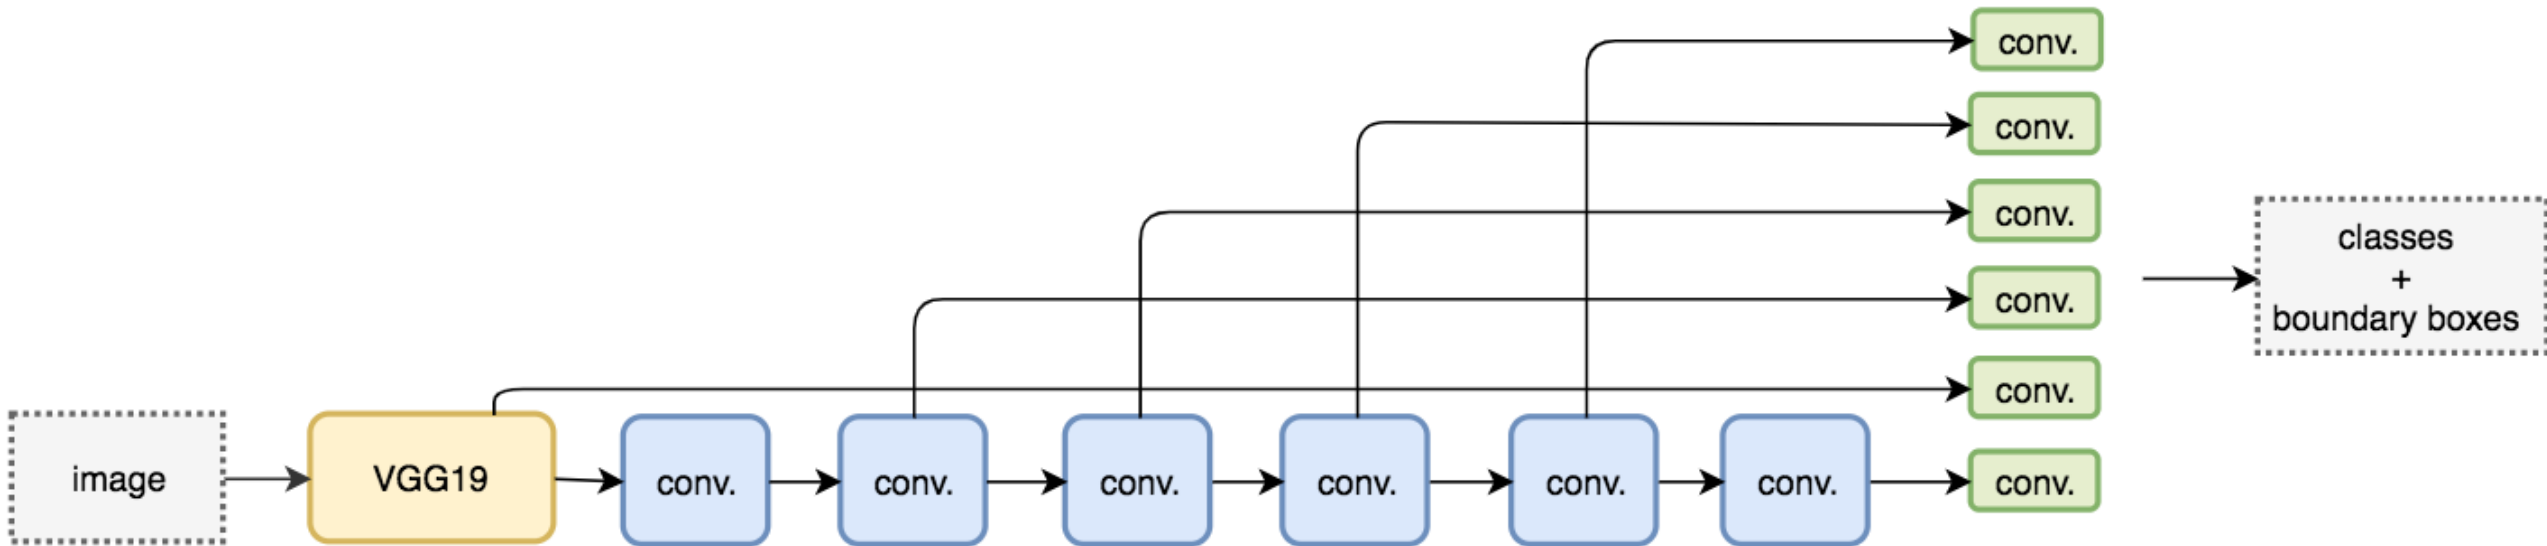 conv.
conv.
conv.
conv.
conv.
classes
+
boundary boxes
image
VGG19
conv.
conv.
conv.
conv.
conv.
conv.
conv.